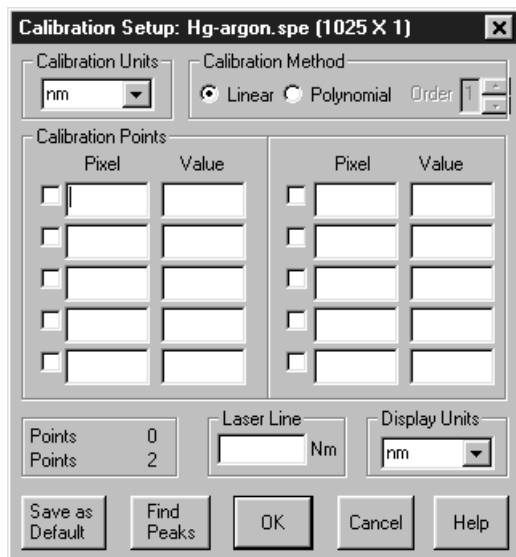 Calibration Setup: Hg-argon.spe (1025 X 1)
Calibration Units
Calibration Method
nm
Linear
Polynomial
Order
1
Calibration Points
Pixel Value Pixel Value
Points 0
Points 2
Laser Line
Nm
Display Units
nm
Save as
Default
Find
Peaks
OK
Cancel
Help